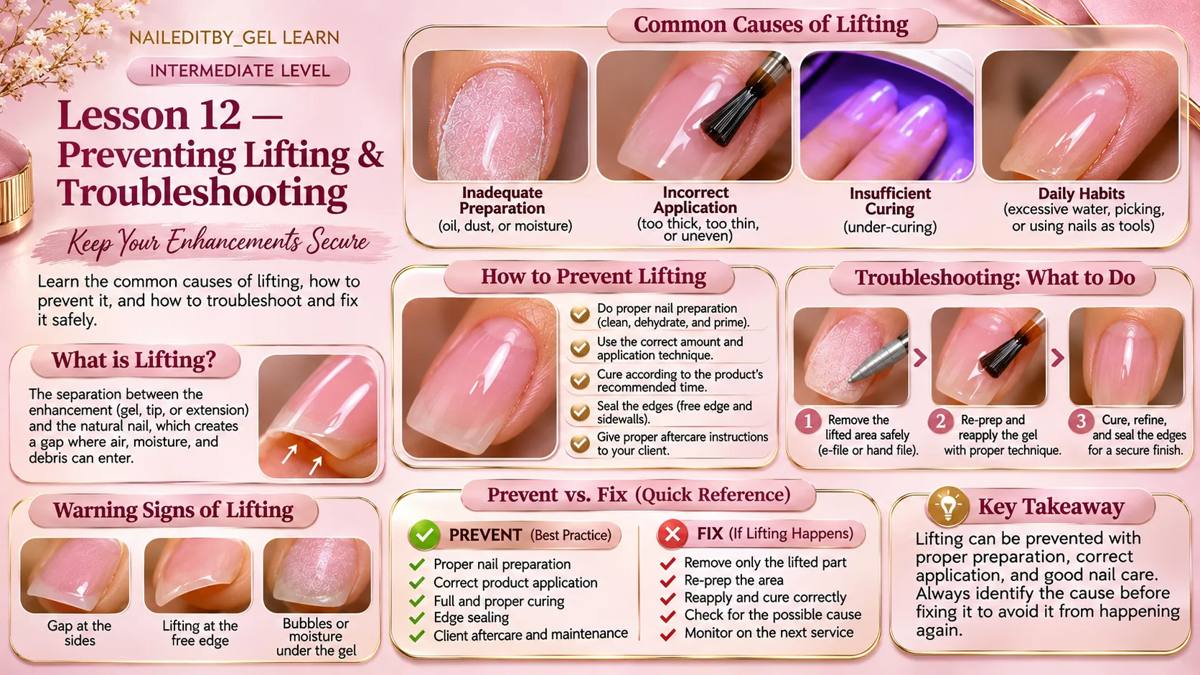 NAILEDITBY_GEL LEARN
INTERMEDIATE LEVEL
Lesson 12 —
Preventing Lifting &
Troubleshooting
Keep Your Enhancements Secure
Learn the common causes of lifting, how to
prevent it, and how to troubleshoot and fix
it safely.
What is Lifting?
The separation between the
enhancement (gel, tip, or extension)
and the natural nail, which creates
a gap where air, moisture, and
debris can enter.
Warning Signs of Lifting
Gap at the
sides
Lifting at the
free edge
Bubbles or
moisture
under the gel
Common Causes of Lifting
Inadequate
Preparation
(oil, dust, or moisture)
Incorrect
Application
(too thick, too thin,
or uneven)
Insufficient
Curing
(under-curing)
Daily Habits
(excessive water, picking,
or using nails as tools)
How to Prevent Lifting
Do proper nail preparation
(clean, dehydrate, and prime).
Use the correct amount and
application technique.
Cure according to the product's
recommended time.
Seal the edges (free edge and
sidewalls).
Give proper aftercare instructions
to your client.
Troubleshooting: What to Do
1 Remove the
lifted area safely
(e-file or hand file).
2 Re-prep and
reapply the gel
with proper technique.
3 Cure, refine,
and seal the edges
for a secure finish.
Prevent vs. Fix (Quick Reference)
PREVENT (Best Practice)
Proper nail preparation
Correct product application
Full and proper curing
Edge sealing
Client aftercare and maintenance
FIX (If Lifting Happens)
Remove only the lifted part
Re-prep the area
Reapply and cure correctly
Check for the possible cause
Monitor on the next service
Key Takeaway
Lifting can be prevented with
proper preparation, correct
application, and good nail care.
Always identify the cause before
fixing it to avoid it from happening
again.